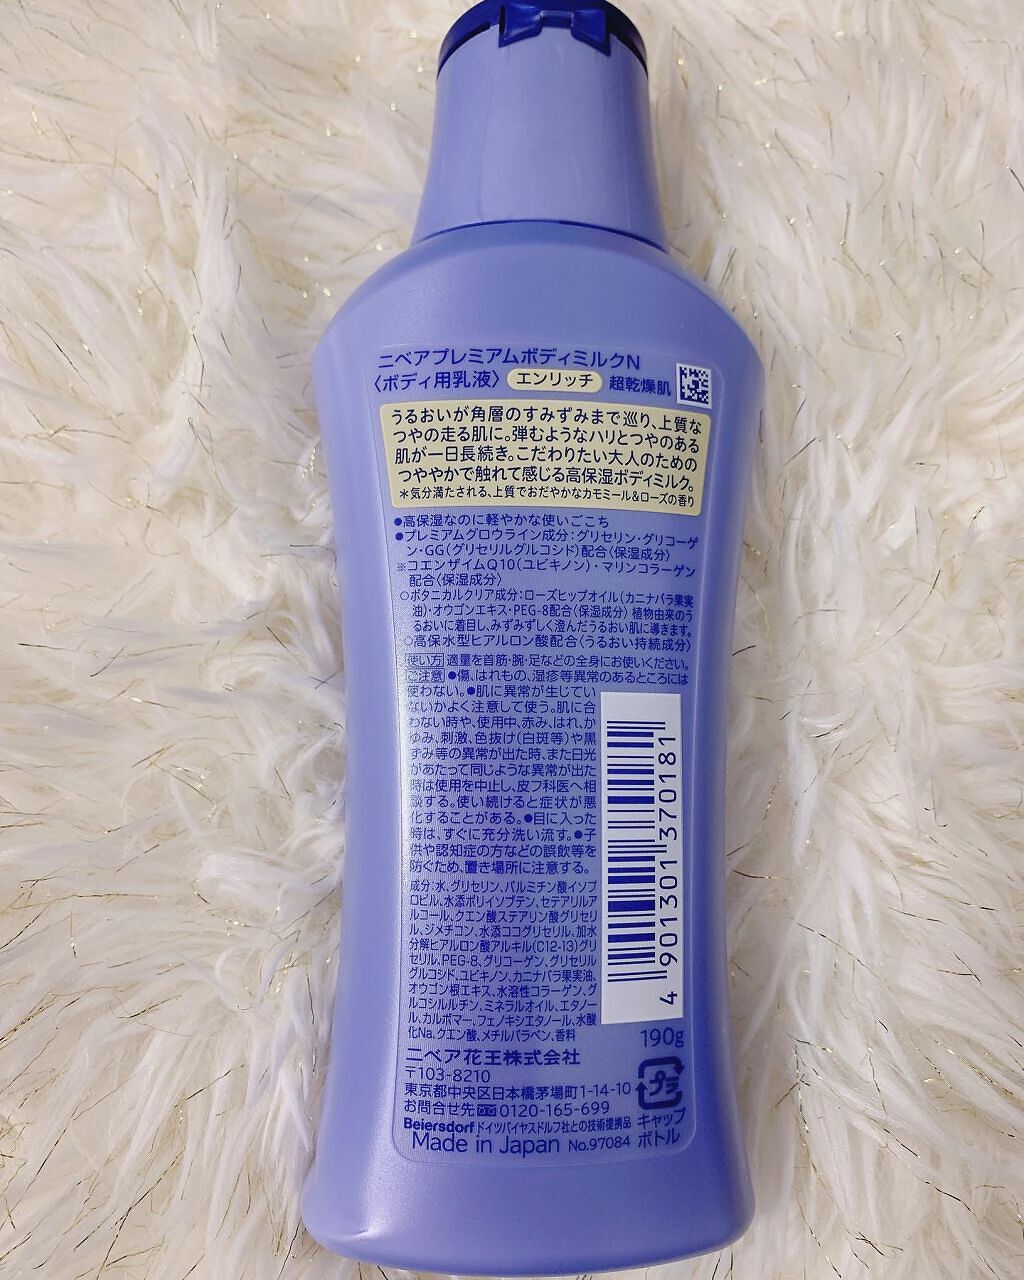 ニベアプレミアムボディミルクN
〈ボディ用乳液〉 エンリッチ 超乾燥肌
うるおいが角層のすみずみまで巡り、上質な
つやの走る肌に。弾むようなハリとつやのある
肌が一日長続き。こだわりたい大人のための
つややかで触れて感じる高保湿ボディミルク。
＊気分満たされる、上質でおだやかなカモミール&ローズの香り
●高保湿なのに軽やかな使いごこち
●プレミアムグロウライン成分：グリセリン・グリコーゲ
ン・GG(グリセリルグルコシド)配合〈保湿成分〉
※コエンザイムQ10(ユビキノン)・マリンコラーゲン
配合〈保湿成分〉
○ボタニカルクリア成分：ローズヒップオイル(カニナバラ果実
油)・オウゴンエキス・PEG-8配合〈保湿成分〉 植物由来のう
るおいに着目し、みずみずしく澄んだうるおい肌に導きます。
○高保水型ヒアルロン酸配合〈うるおい持続成分〉
使い方 適量を首筋・腕・足などの全身にお使いください。
ご注意 ●傷、はれもの、湿疹等異常のあるところには
使わない。●肌に異常が生じてい
ないかよく注意して使う。肌に合
わない時や、使用中、赤み、はれ、か
ゆみ、刺激、色抜け(白斑等)や黒
ずみ等の異常が出た時、また日光
があたって同じような異常が出た
時は使用を中止し、皮フ科医へ相
談する。使い続けると症状が悪
化することがある。●目に入った
時は、すぐに充分洗い流す。●子
供や認知症の方などの誤飲等を
防ぐため、置き場所に注意する。
成分：水、グリセリン、パルミチン酸イソプ
ロピル、水添ポリイソブテン、セテアリルア
ルコール、クエン酸ステアリン酸グリセリ
ル、ジメチコン、水添ココグリセリル、加水
分解ヒアルロン酸アルキル(C12-13)グリ
セリル、PEG-8、グリコーゲン、グリセリル
グルコシド、ユビキノン、カニナバラ果実油、
オウゴン根エキス、水溶性コラーゲン、グ
ルコシルルチン、ミネラルオイル、エタノー
ル、カルボマー、フェノキシエタノール、水酸
化Na、クエン酸、メチルパラベン、香料
4 901301 370181
190g
ニベア花王株式会社
〒103-8210
東京都中央区日本橋茅場町1-14-10
お問合せ先 0120-165-699
Beiersdorf ドイツバイヤスドルフ社との技術提携品
Made in Japan No.97084
プラ
キャップ
ボトル